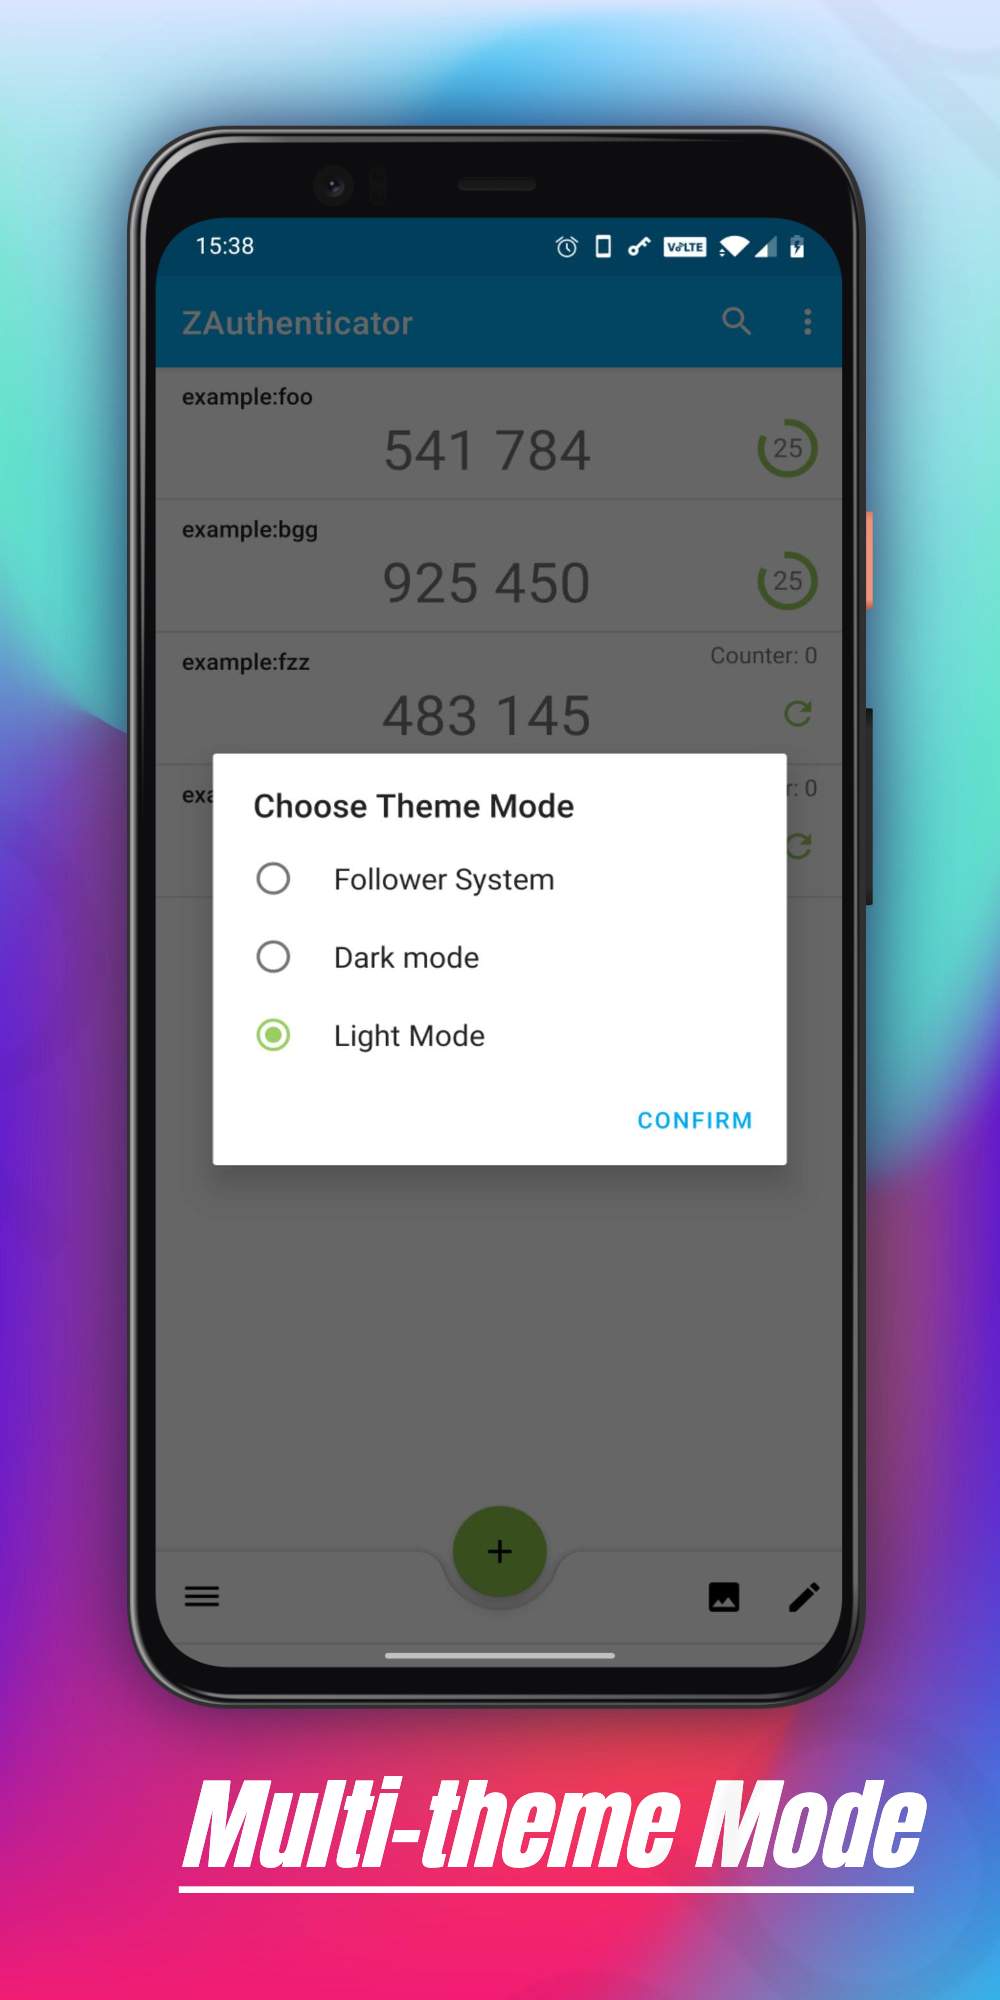 15:38
VoLTE
ZAuthenticator
example:foo
541 784
25
example:bgg
925 450
25
example:fzz
Counter: 0
483 145
exa
r: 0
Choose Theme Mode
Follower System
Dark mode
Light Mode
CONFIRM
Multi-theme Mode